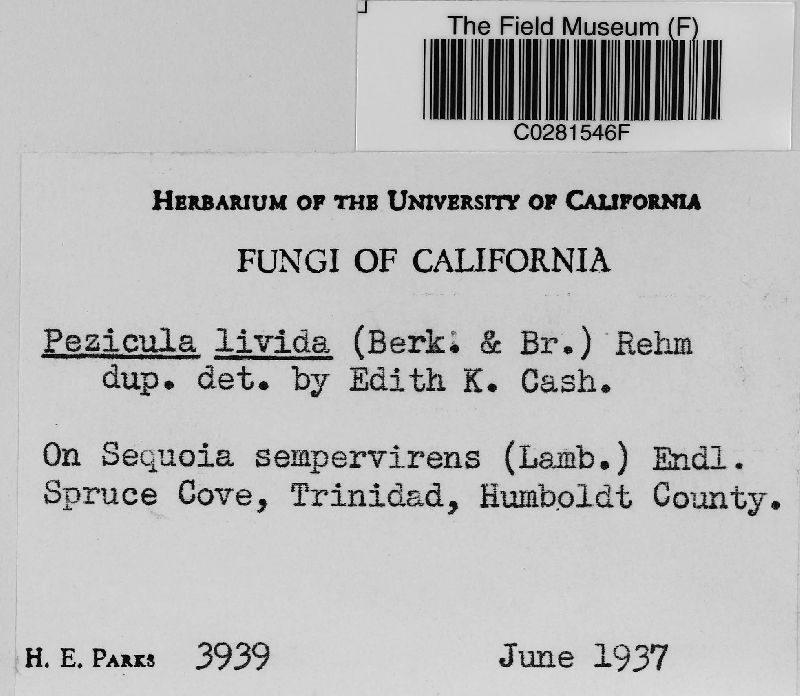 The Field Museum (F)
C0281546F
HERBARIUM OF THE UNIVERSITY OF CALIFORNIA
FUNGI OF CALIFORNIA
Pezicula livida (Berk. & Br.) Rehm
dup. det. by Edith K. Cash.
On Sequoia sempervirens (Lamb.) Endl.
Spruce Cove, Trinidad, Humboldt County.
H. E. PARKS 3939 June 1937